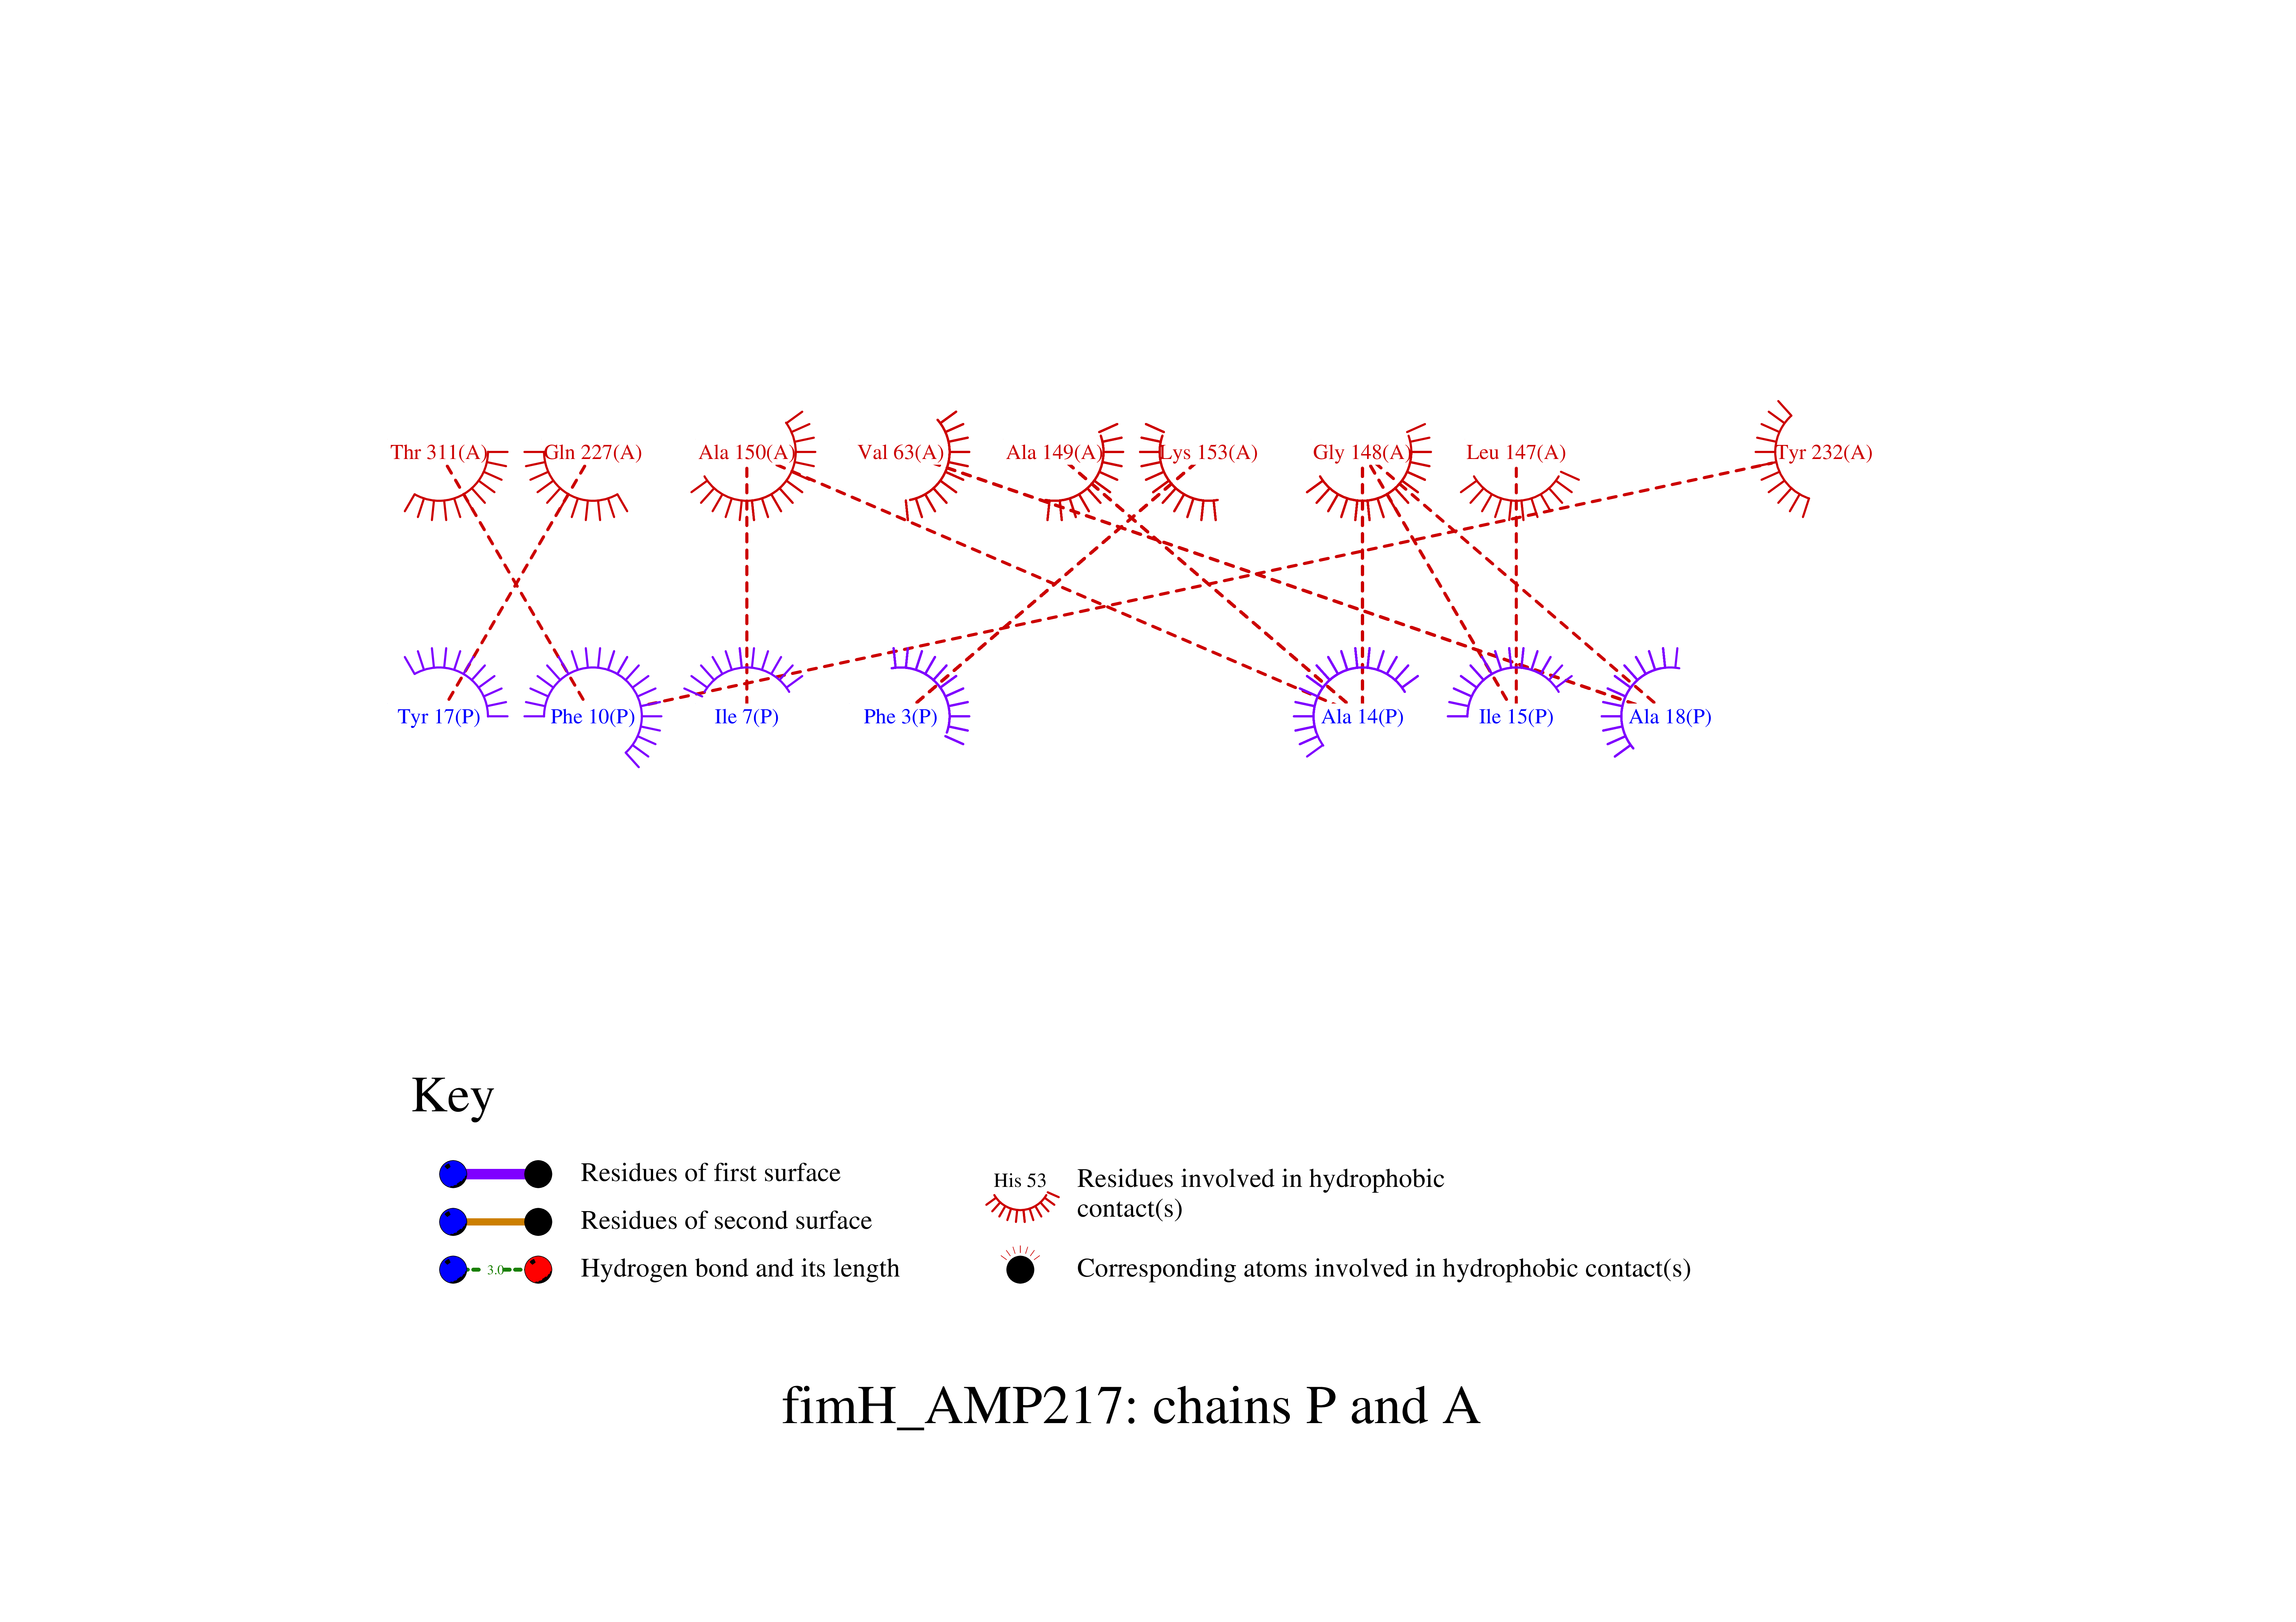 Thr 311(A) Gln 227(A) Ala 150(A) Val 63(A) Ala 149(A) Lys 153(A) Gly 148(A) Leu 147(A) Tyr 232(A)
Tyr 17(P) Phe 10(P) Ile 7(P) Phe 3(P) Ala 14(P) Ile 15(P) Ala 18(P)
Key
Residues of first surface
Residues of second surface
3.0 Hydrogen bond and its length
His 53 Residues involved in hydrophobic
contact(s)
Corresponding atoms involved in hydrophobic contact(s)
fimH_AMP217: chains P and A